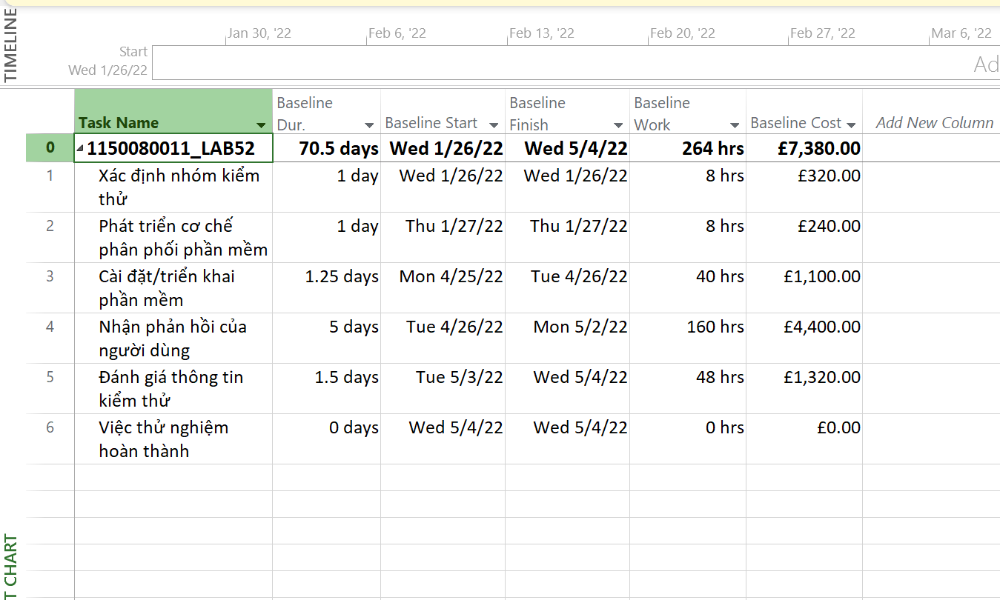 TIMELINE
Jan 30, '22 Feb 6, '22 Feb 13, '22 Feb 20, '22 Feb 27, '22 Mar 6, '22
Start
Wed 1/26/22
Ad
Task Name Baseline Dur. Baseline Start Baseline Finish Baseline Work Baseline Cost Add New Column
0 1150080011_LAB52 70.5 days Wed 1/26/22 Wed 5/4/22 264 hrs £7,380.00
1 Xác định nhóm kiểm 1 day Wed 1/26/22 Wed 1/26/22 8 hrs £320.00
thử
2 Phát triển cơ chế 1 day Thu 1/27/22 Thu 1/27/22 8 hrs £240.00
phân phối phần mềm
3 Cài đặt/triển khai 1.25 days Mon 4/25/22 Tue 4/26/22 40 hrs £1,100.00
phần mềm
4 Nhận phản hồi của 5 days Tue 4/26/22 Mon 5/2/22 160 hrs £4,400.00
người dùng
5 Đánh giá thông tin 1.5 days Tue 5/3/22 Wed 5/4/22 48 hrs £1,320.00
kiểm thử
6 Việc thử nghiệm 0 days Wed 5/4/22 Wed 5/4/22 0 hrs £0.00
hoàn thành
T CHART